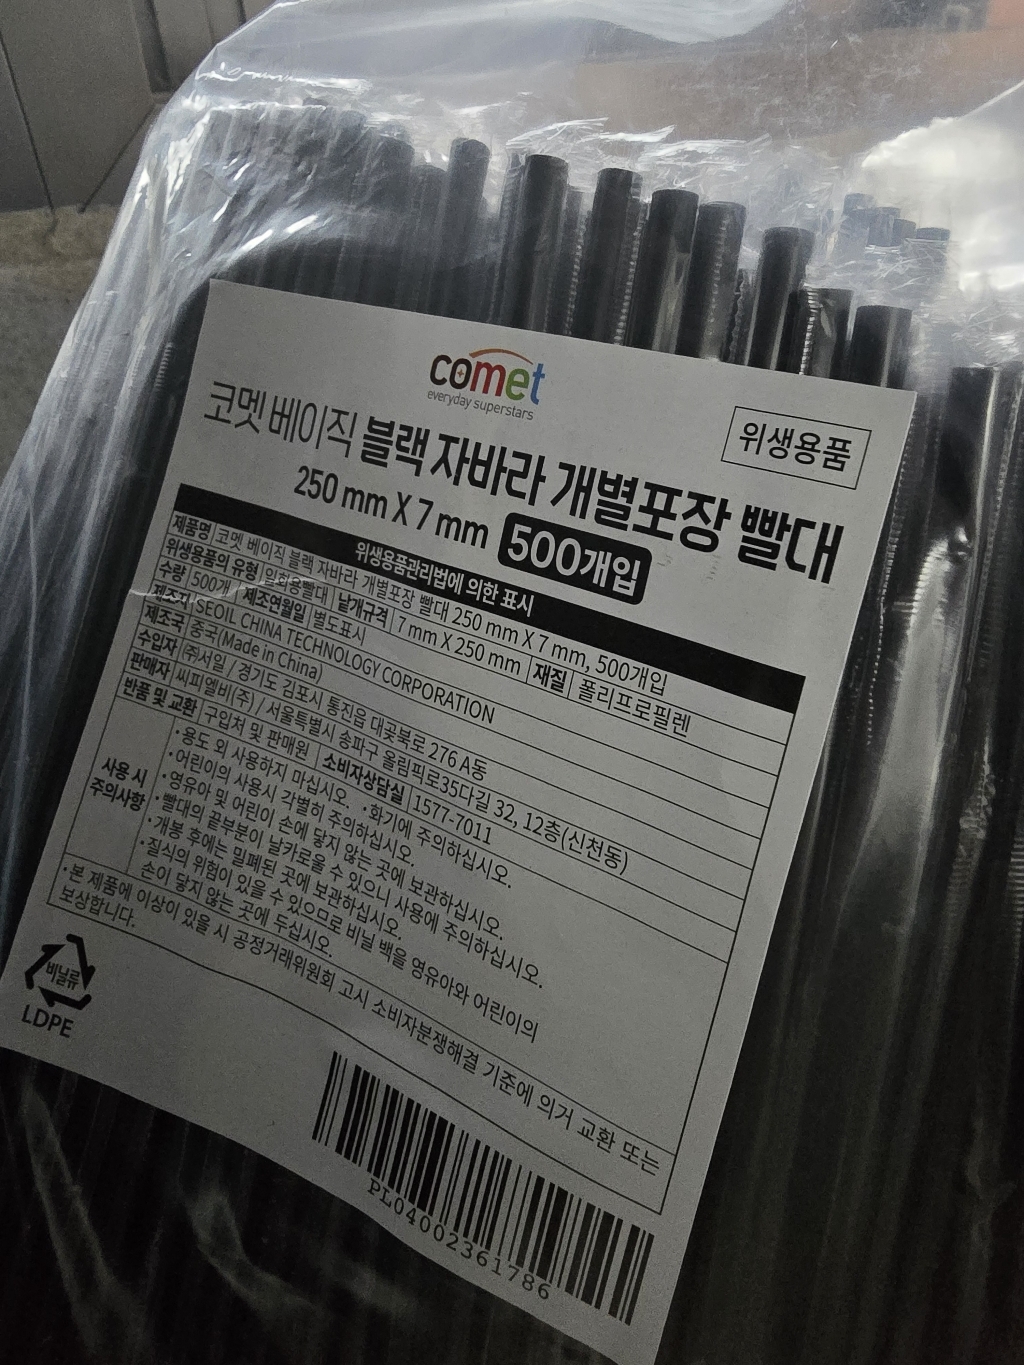 comet
everyday superstars
위생용품
코멧 베이직 블랙 자바라 개별포장 빨대
250 mm X 7 mm 500개입
위생용품관리법에 의한 표시
제품명 코멧 베이직 블랙 자바라 개별포장 빨대 250 mm X 7 mm, 500개입
위생용품의 유형 일회용빨대 낱개규격 7 mm X 250 mm 재질 폴리프로필렌
수량 500개 제조연월일 별도표시
제조자 SEOIL CHINA TECHNOLOGY CORPORATION
제조국 중국(Made in China)
수입자 ㈜서일 / 경기도 김포시 통진읍 대곶북로 276 A동
판매자 씨피엘비(주) / 서울특별시 송파구 올림픽로35다길 32, 12층(신천동)
반품 및 교환 구입처 및 판매원 소비자상담실 1577-7011
사용 시 주의사항
·용도 외 사용하지 마십시오. ·화기에 주의하십시오.
·어린이의 사용시 각별히 주의하십시오.
·영유아 및 어린이 손에 닿지 않는 곳에 보관하십시오.
·빨대의 끝부분이 날카로울 수 있으니 사용에 주의하십시오.
·개봉 후에는 밀폐된 곳에 보관하십시오.
·질식의 위험이 있을 수 있으므로 비닐 백을 영유아와 어린이의
손이 닿지 않는 곳에 두십시오.
·본 제품에 이상이 있을 시 공정거래위원회 고시 소비자분쟁해결 기준에 의거 교환 또는
보상합니다.
비닐류
LDPE
PL04002361786